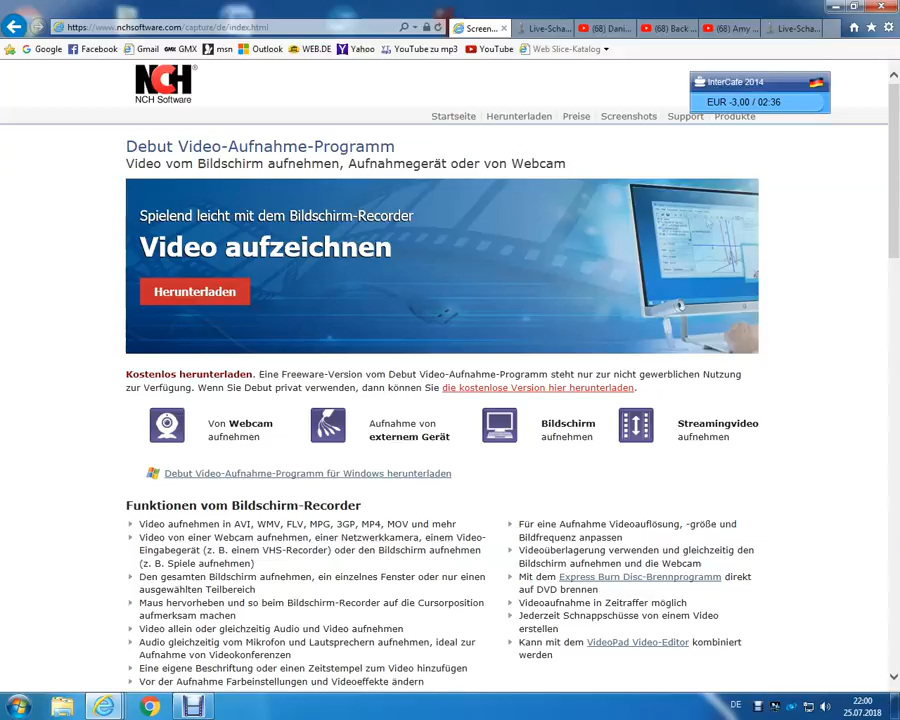 https://www.nchsoftware.com/capture/de/index.html
Screen...
Live-Scha...
(68) Dani...
(68) Back ...
(68) Amy ...
Live-Scha...
Google
Facebook
Gmail
GMX
msn
Outlook
WEB.DE
Yahoo
YouTube zu mp3
YouTube
Web Slice-Katalog
NCH®
NCH Software
InterCafe 2014
EUR -3,00 / 02:36
Startseite Herunterladen Preise Screenshots Support Produkte
Debut Video-Aufnahme-Programm
Video vom Bildschirm aufnehmen, Aufnahmegerät oder von Webcam
Spielend leicht mit dem Bildschirm-Recorder
Video aufzeichnen
Herunterladen
Kostenlos herunterladen. Eine Freeware-Version vom Debut Video-Aufnahme-Programm steht nur zur nicht gewerblichen Nutzung
zur Verfügung. Wenn Sie Debut privat verwenden, dann können Sie die kostenlose Version hier herunterladen.
Von Webcam
aufnehmen
Aufnahme von
externem Gerät
Bildschirm
aufnehmen
Streamingvideo
aufnehmen
Debut Video-Aufnahme-Programm für Windows herunterladen
Funktionen vom Bildschirm-Recorder
Video aufnehmen in AVI, WMV, FLV, MPG, 3GP, MP4, MOV und mehr
Video von einer Webcam aufnehmen, einer Netzwerkkamera, einem Video-
Eingabegerät (z. B. einem VHS-Recorder) oder den Bildschirm aufnehmen
(z. B. Spiele aufnehmen)
Den gesamten Bildschirm aufnehmen, ein einzelnes Fenster oder nur einen
ausgewählten Teilbereich
Maus hervorheben und so beim Bildschirm-Recorder auf die Cursorposition
aufmerksam machen
Video allein oder gleichzeitig Audio und Video aufnehmen
Audio gleichzeitig vom Mikrofon und Lautsprechern aufnehmen, ideal zur
Aufnahme von Videokonferenzen
Eine eigene Beschriftung oder einen Zeitstempel zum Video hinzufügen
Vor der Aufnahme Farbeinstellungen und Videoeffekte ändern
Für eine Aufnahme Videoauflösung, -größe und
Bildfrequenz anpassen
Videoüberlagerung verwenden und gleichzeitig den
Bildschirm aufnehmen und die Webcam
Mit dem Express Burn Disc-Brennprogramm direkt
auf DVD brennen
Videoaufnahme in Zeitraffer möglich
Jederzeit Schnappschüsse von einem Video
erstellen
Kann mit dem VideoPad Video-Editor kombiniert
werden
DE
22:00
25.07.2018